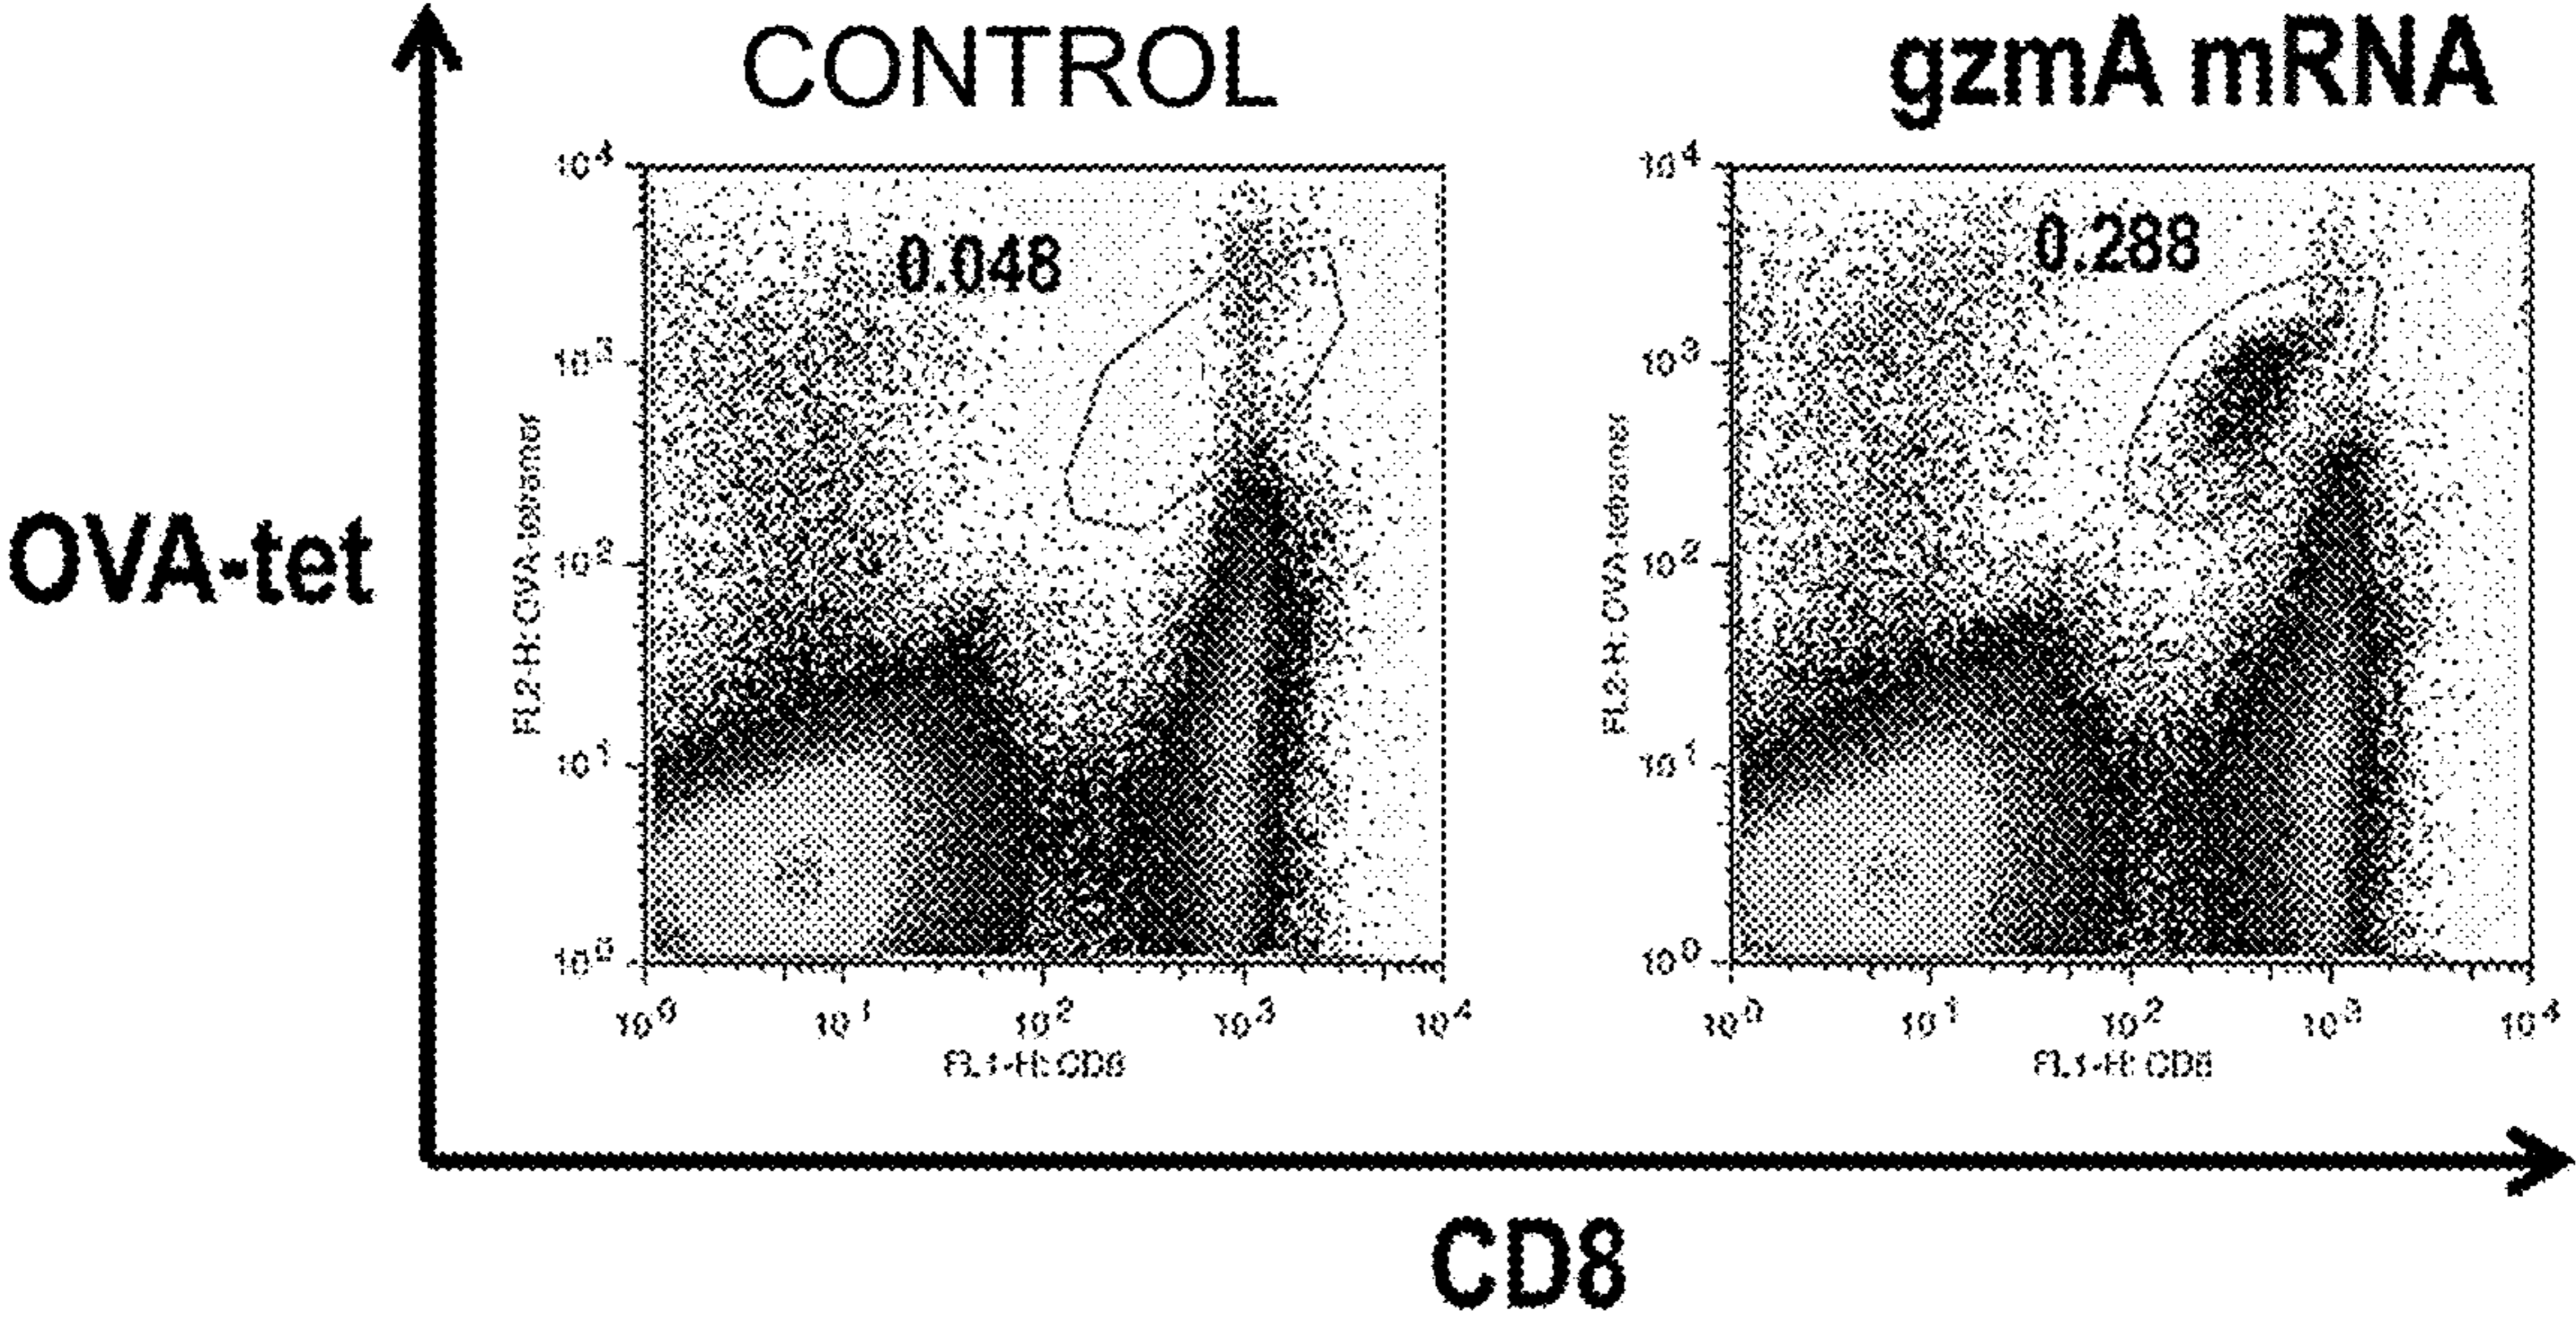 CONTROL
gzmA mRNA
10^4
0.048
10^3
10^2
10^1
10^0
FL2-H: OVA-tetramer
10^0 10^1 10^2 10^3 10^4
FL1-H: CD8
10^4
0.288
10^3
10^2
10^1
10^0
FL2-H: OVA-tetramer
10^0 10^1 10^2 10^3 10^4
FL1-H: CD8
OVA-tet
CD8